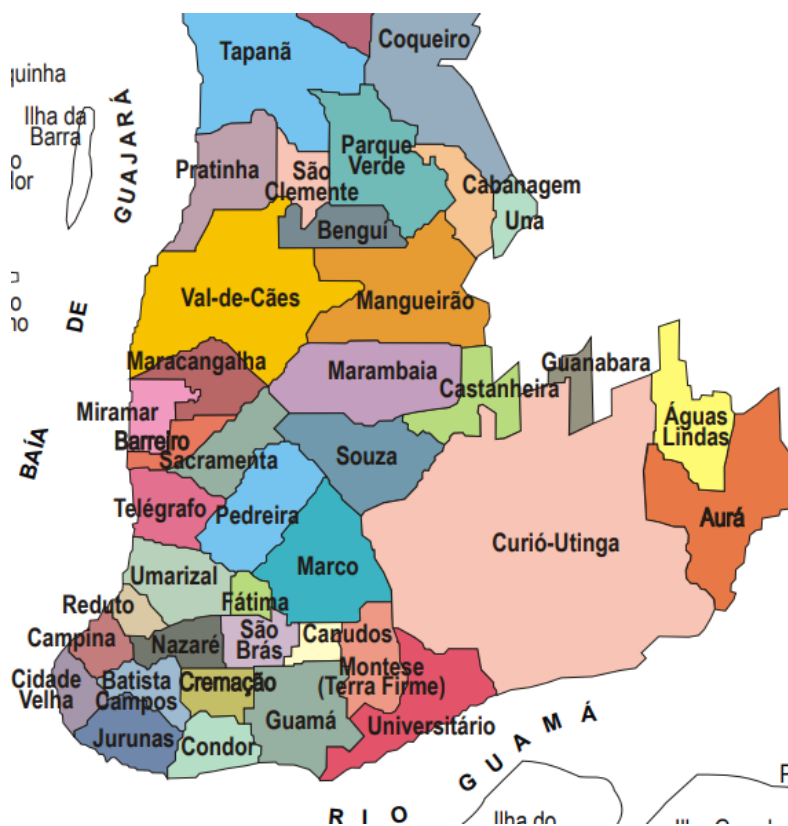 Tapanã
Coqueiro
quinha
Ilha da
Barra
GUAJARÁ
Parque
Verde
Pratinha
São
Clemente
Cabanagem
Una
Benguí
Val-de-Cães
Mangueirão
DE
Maracangalha
Marambaia
Guanabara
Castanheira
Miramar
Águas
Lindas
Barreiro
BAÍA
Sacramenta
Souza
Telégrafo
Pedreira
Aurá
Curió-Utinga
Marco
Umarizal
Fátima
Reduto
Campina
Nazaré
São
Brás
Canudos
Montese
(Terra Firme)
Cidade
Velha
Batista
Campos
Cremação
Guamá
Universitário
Jurunas
Condor
RIO GUAMÁ
Ilha do